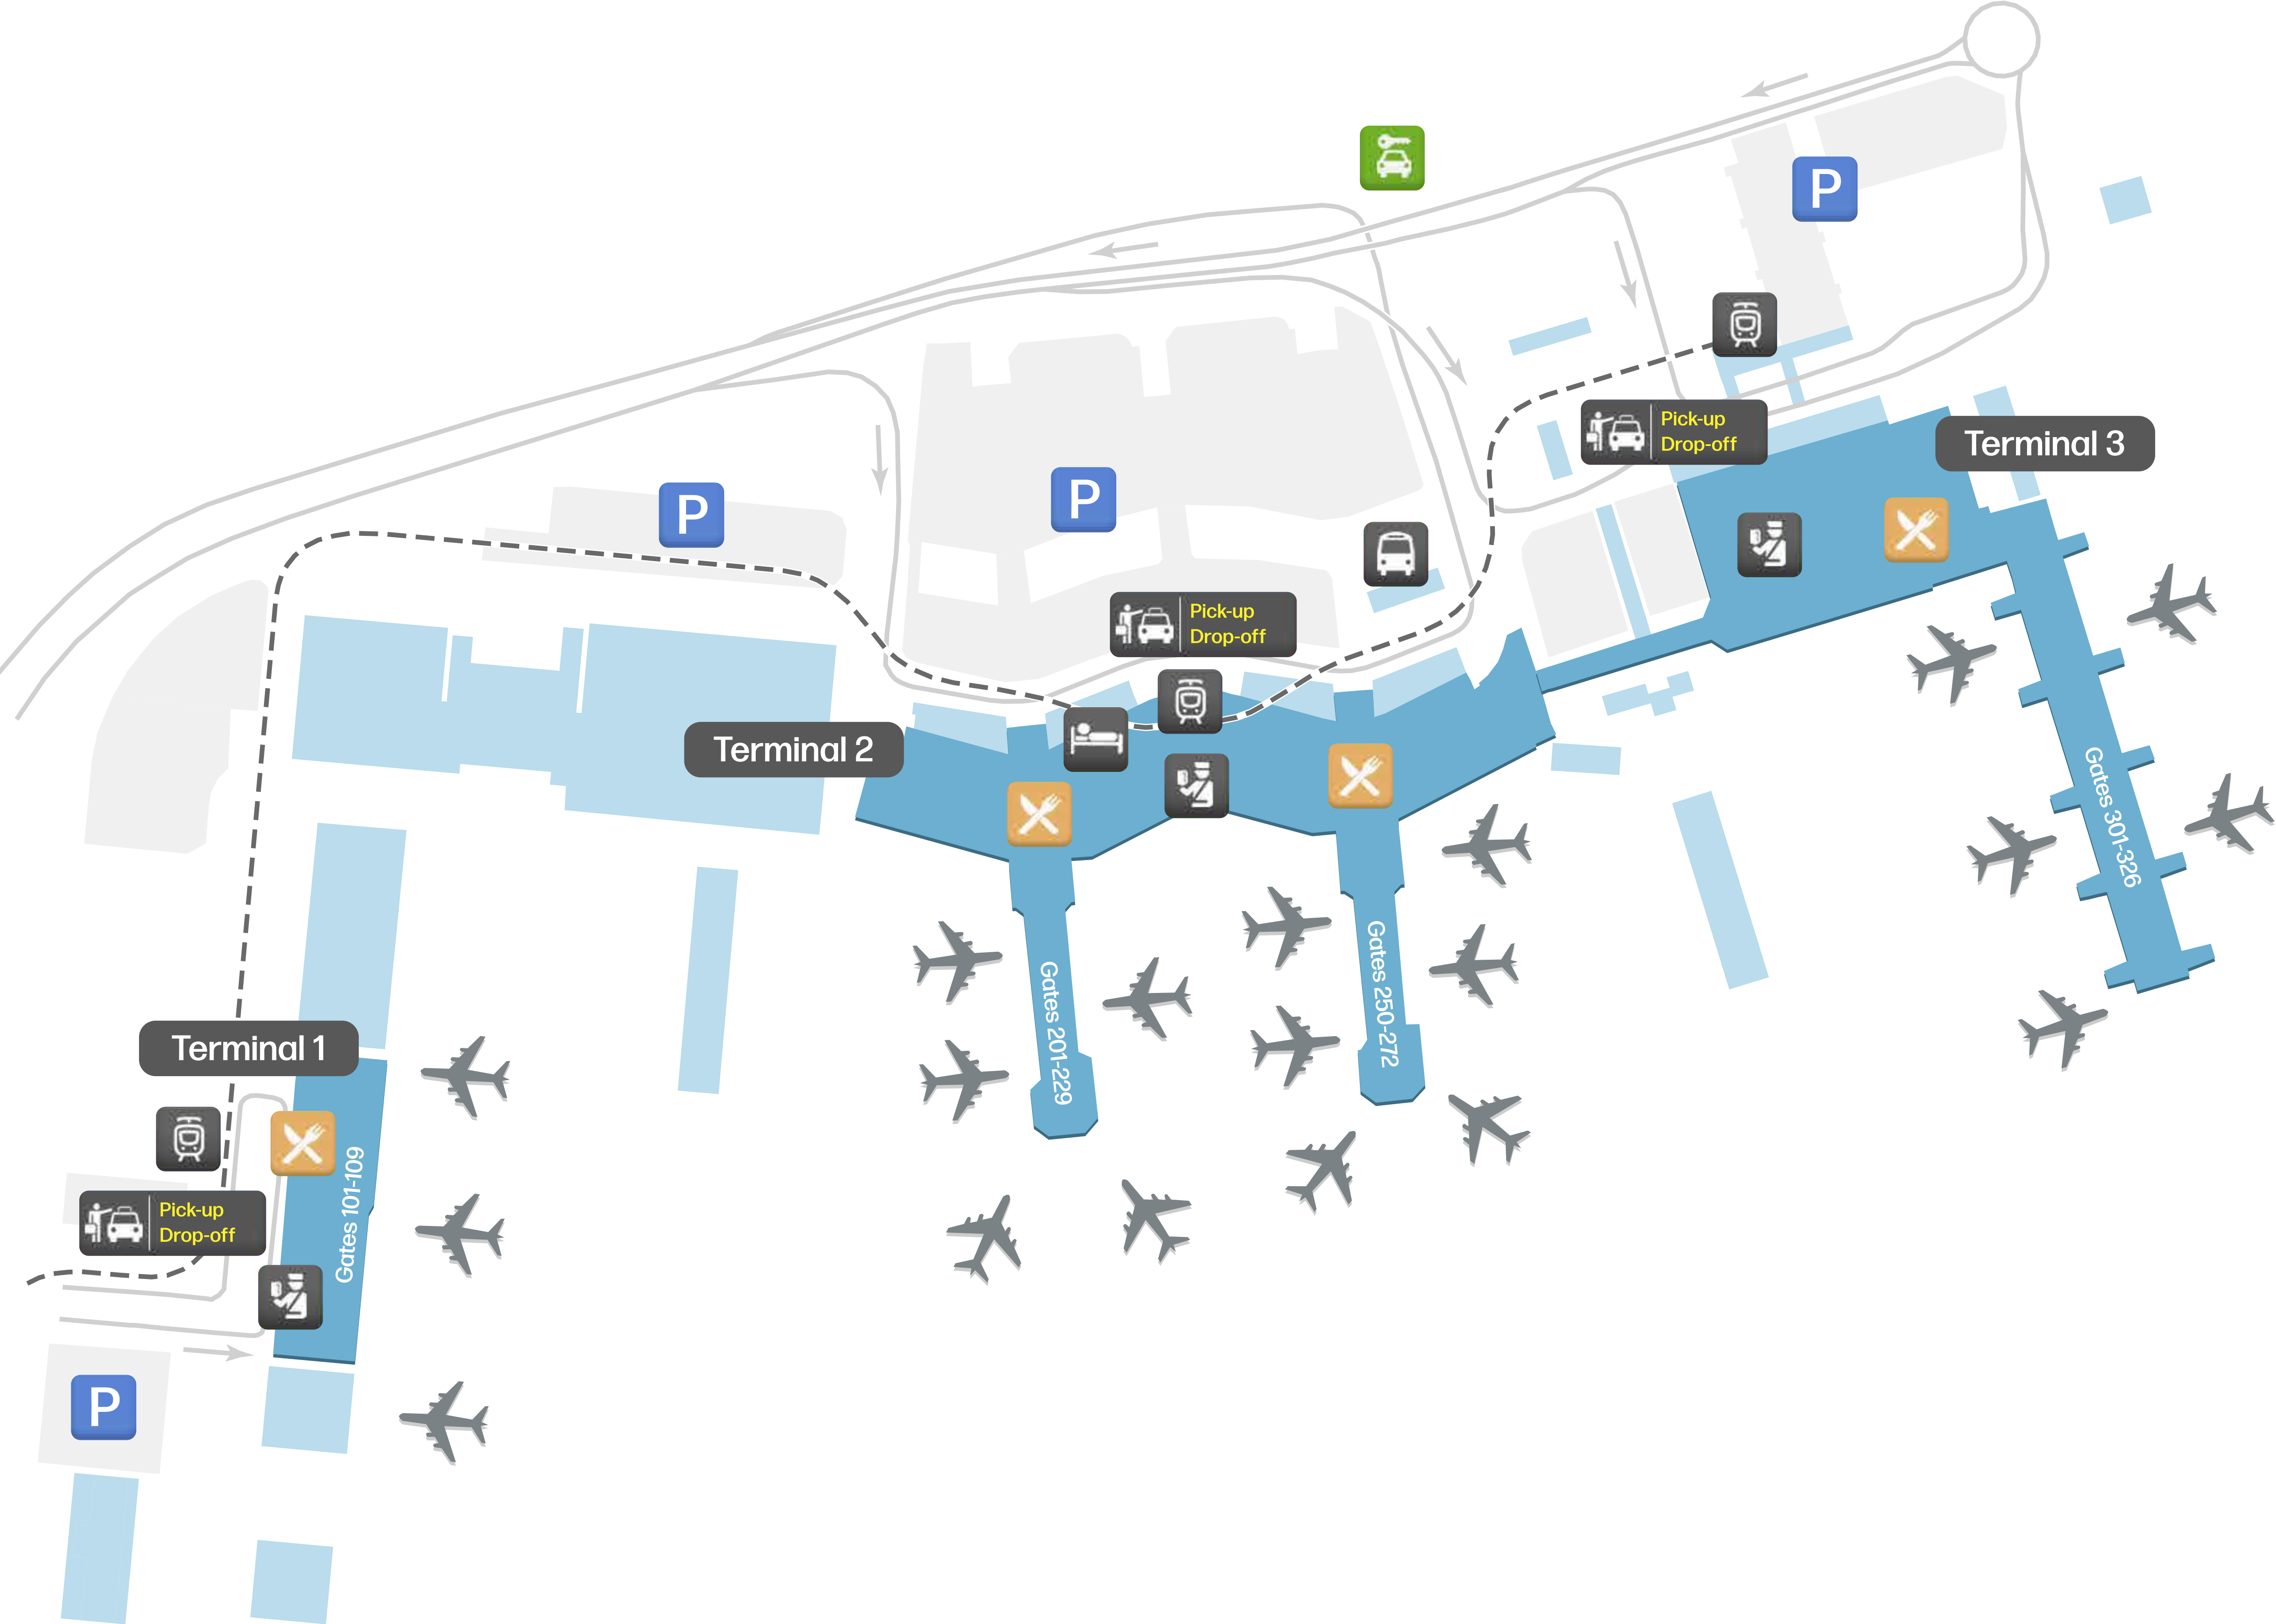 P
Pick-up
Drop-off
Terminal 3
P
P
Pick-up
Drop-off
Terminal 2
Gates 301-326
Gates 250-272
Gates 201-229
Terminal 1
Gates 101-109
Pick-up
Drop-off
P